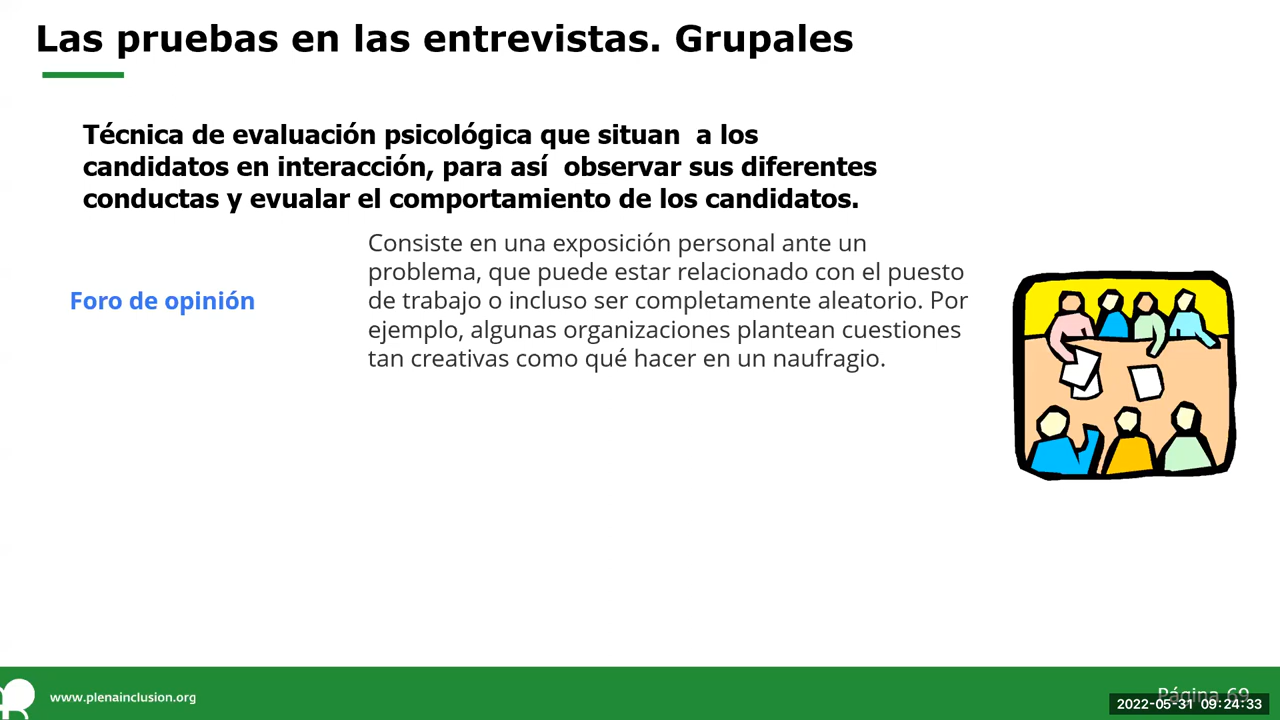 Las pruebas en las entrevistas. Grupales
Técnica de evaluación psicológica que situan a los
candidatos en interacción, para así observar sus diferentes
conductas y evualar el comportamiento de los candidatos.
Foro de opinión
Consiste en una exposición personal ante un
problema, que puede estar relacionado con el puesto
de trabajo o incluso ser completamente aleatorio. Por
ejemplo, algunas organizaciones plantean cuestiones
tan creativas como qué hacer en un naufragio.
www.plenainclusion.org
Página 69
2022-05-31 09:24:33